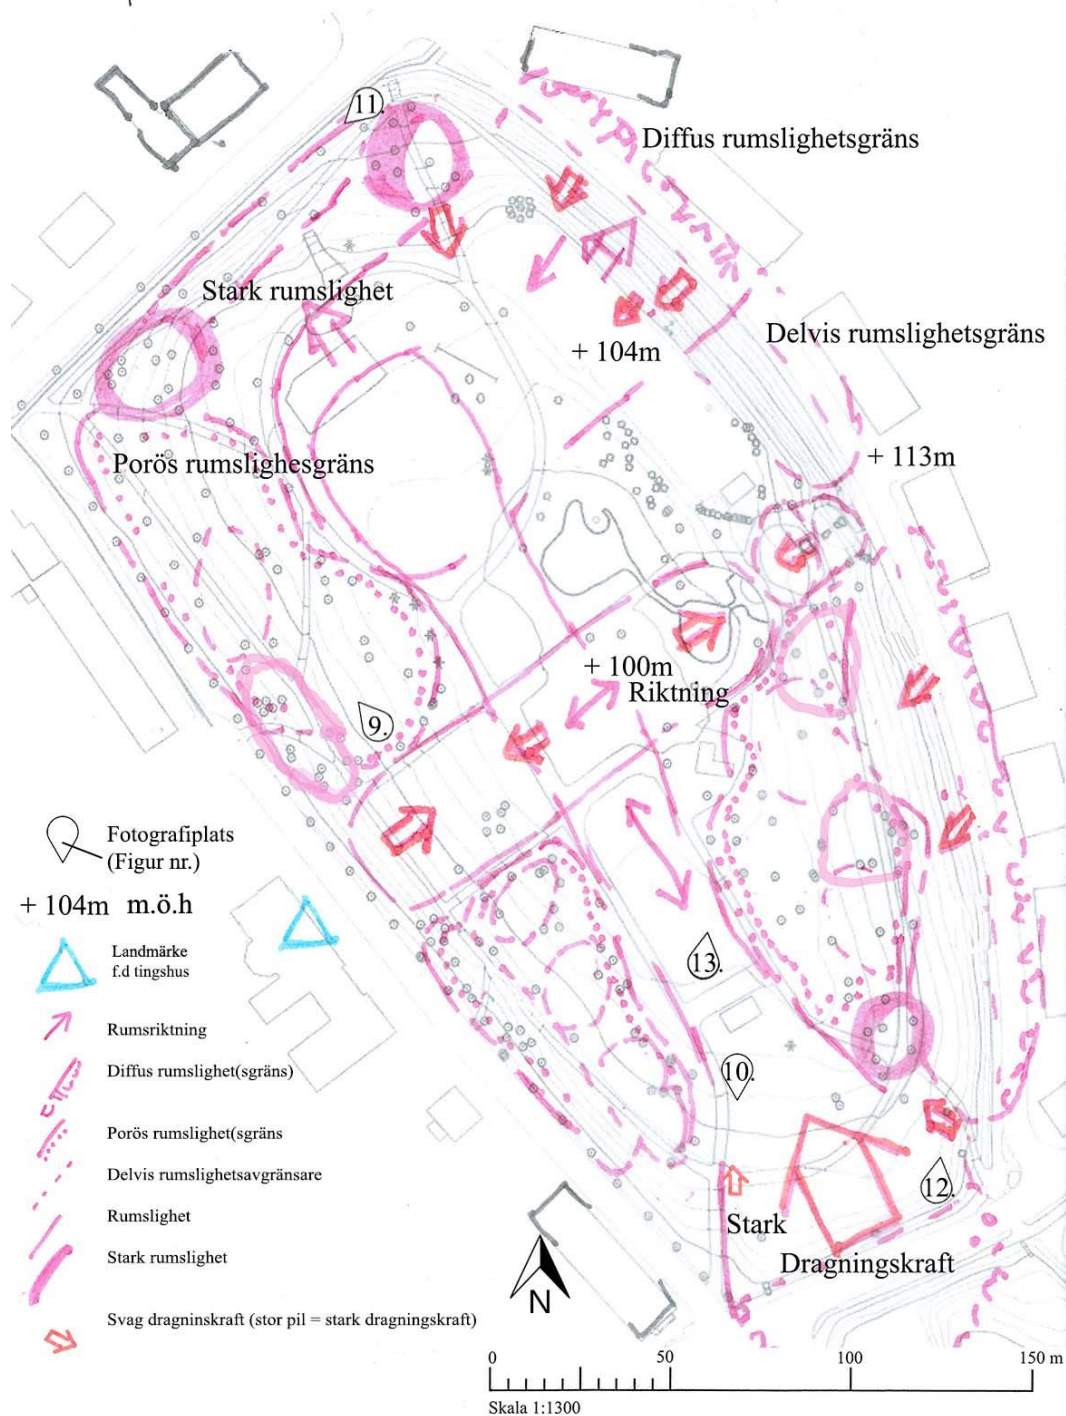 11.
Diffus rumslighetsgräns
Stark rumslighet
Delvis rumslighetsgräns
+ 104m
Porös rumslighesgräns
+ 113m
+ 100m
Riktning
9.
Fotografiplats
(Figur nr.)
+ 104m m.ö.h
Landmärke
f.d tingshus
13.
Rumsriktning
10.
Diffus rumslighet(sgräns)
Porös rumslighet(sgräns
Delvis rumslighetsavgränsare
12.
Rumslighet
Stark
Stark rumslighet
Dragningskraft
N
Svag dragninskraft (stor pil = stark dragningskraft)
0 50 100 150 m
Skala 1:1300